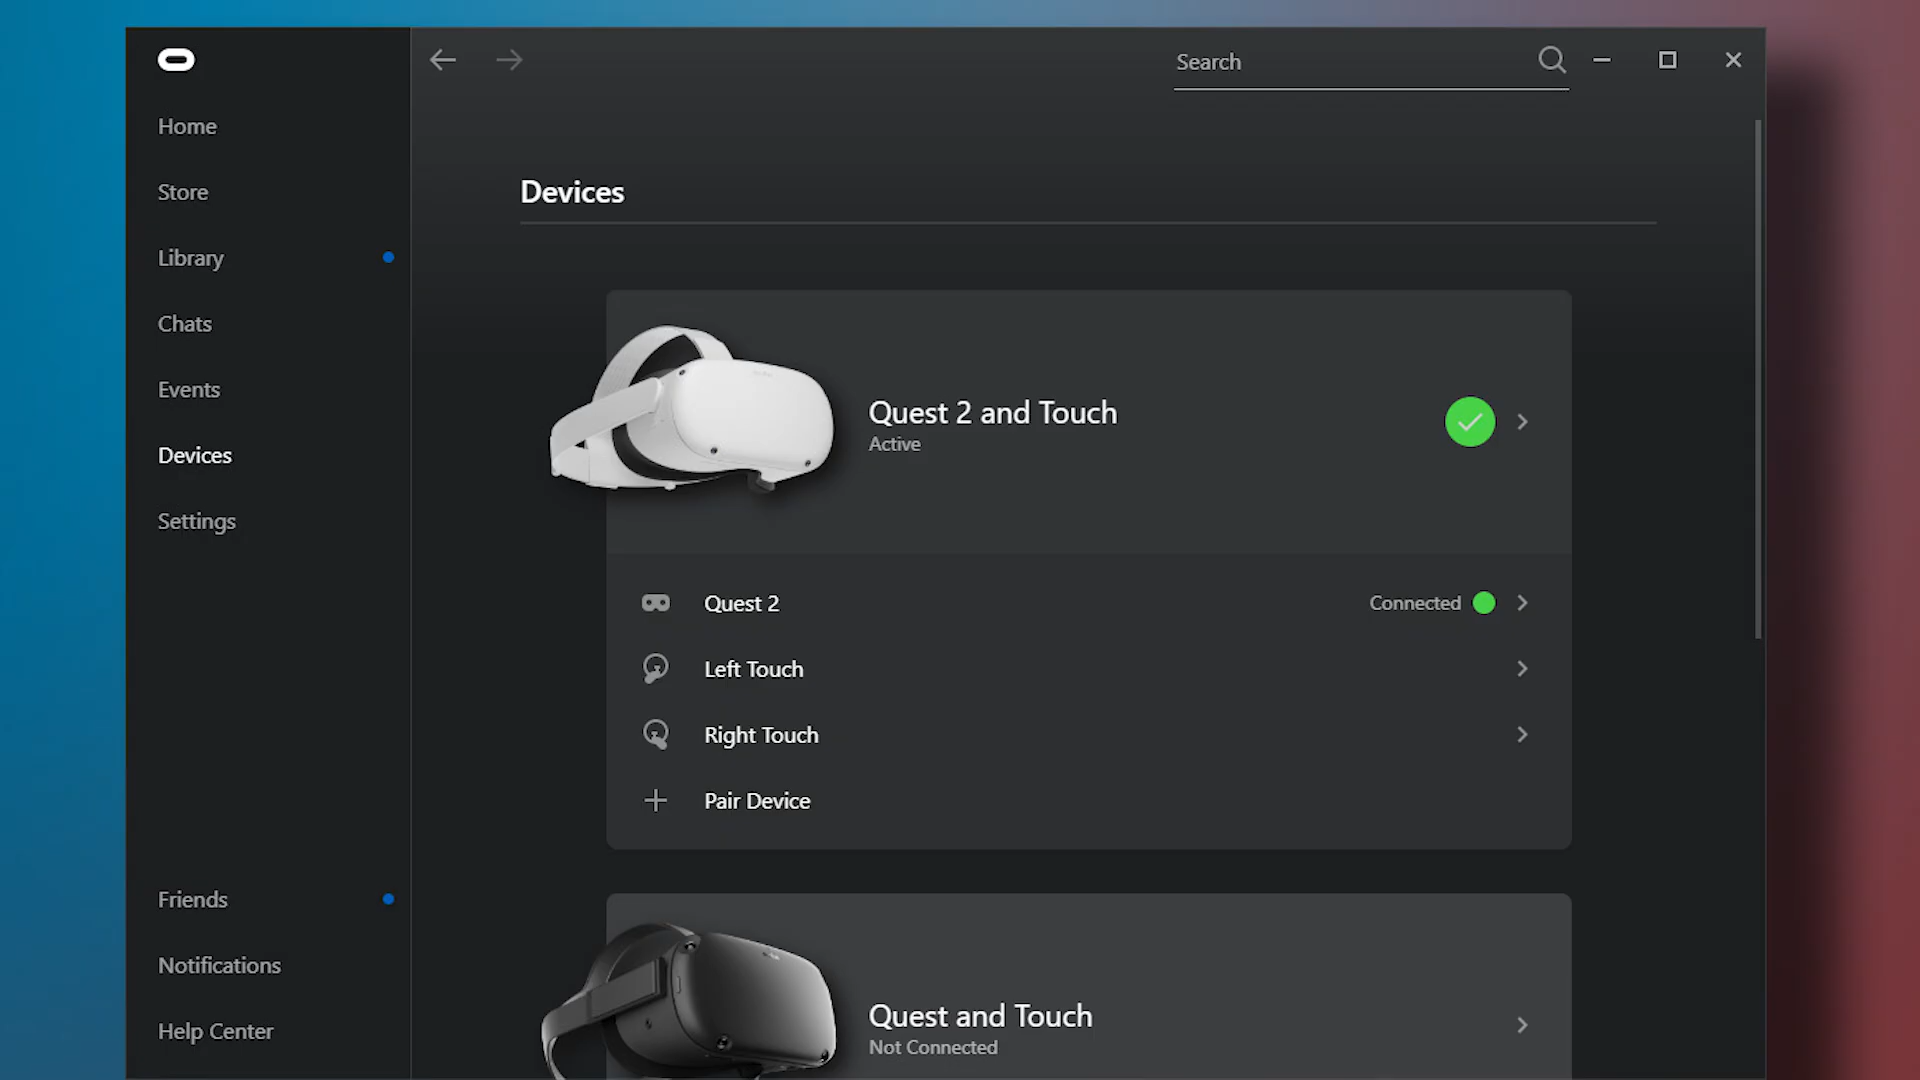 Search
Home
Store
Library
Chats
Events
Devices
Settings
Friends
Notifications
Help Center
Devices
Quest 2 and Touch
Active
Quest 2
Connected
Left Touch
Right Touch
Pair Device
Quest and Touch
Not Connected